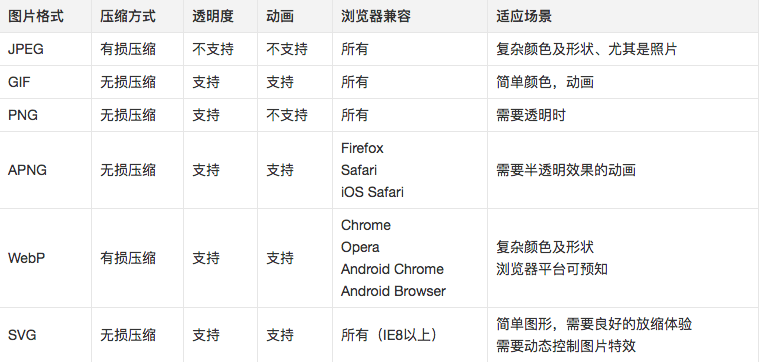 图片格式 压缩方式 透明度 动画 浏览器兼容 适应场景
JPEG 有损压缩 不支持 不支持 所有 复杂颜色及形状、尤其是照片
GIF 无损压缩 支持 支持 所有 简单颜色，动画
PNG 无损压缩 支持 不支持 所有 需要透明时
APNG 无损压缩 支持 支持 Firefox
Safari
iOS Safari 需要半透明效果的动画
WebP 有损压缩 支持 支持 Chrome
Opera
Android Chrome
Android Browser 复杂颜色及形状
浏览器平台可预知
SVG 无损压缩 支持 支持 所有（IE8以上） 简单图形，需要良好的放缩体验
需要动态控制图片特效